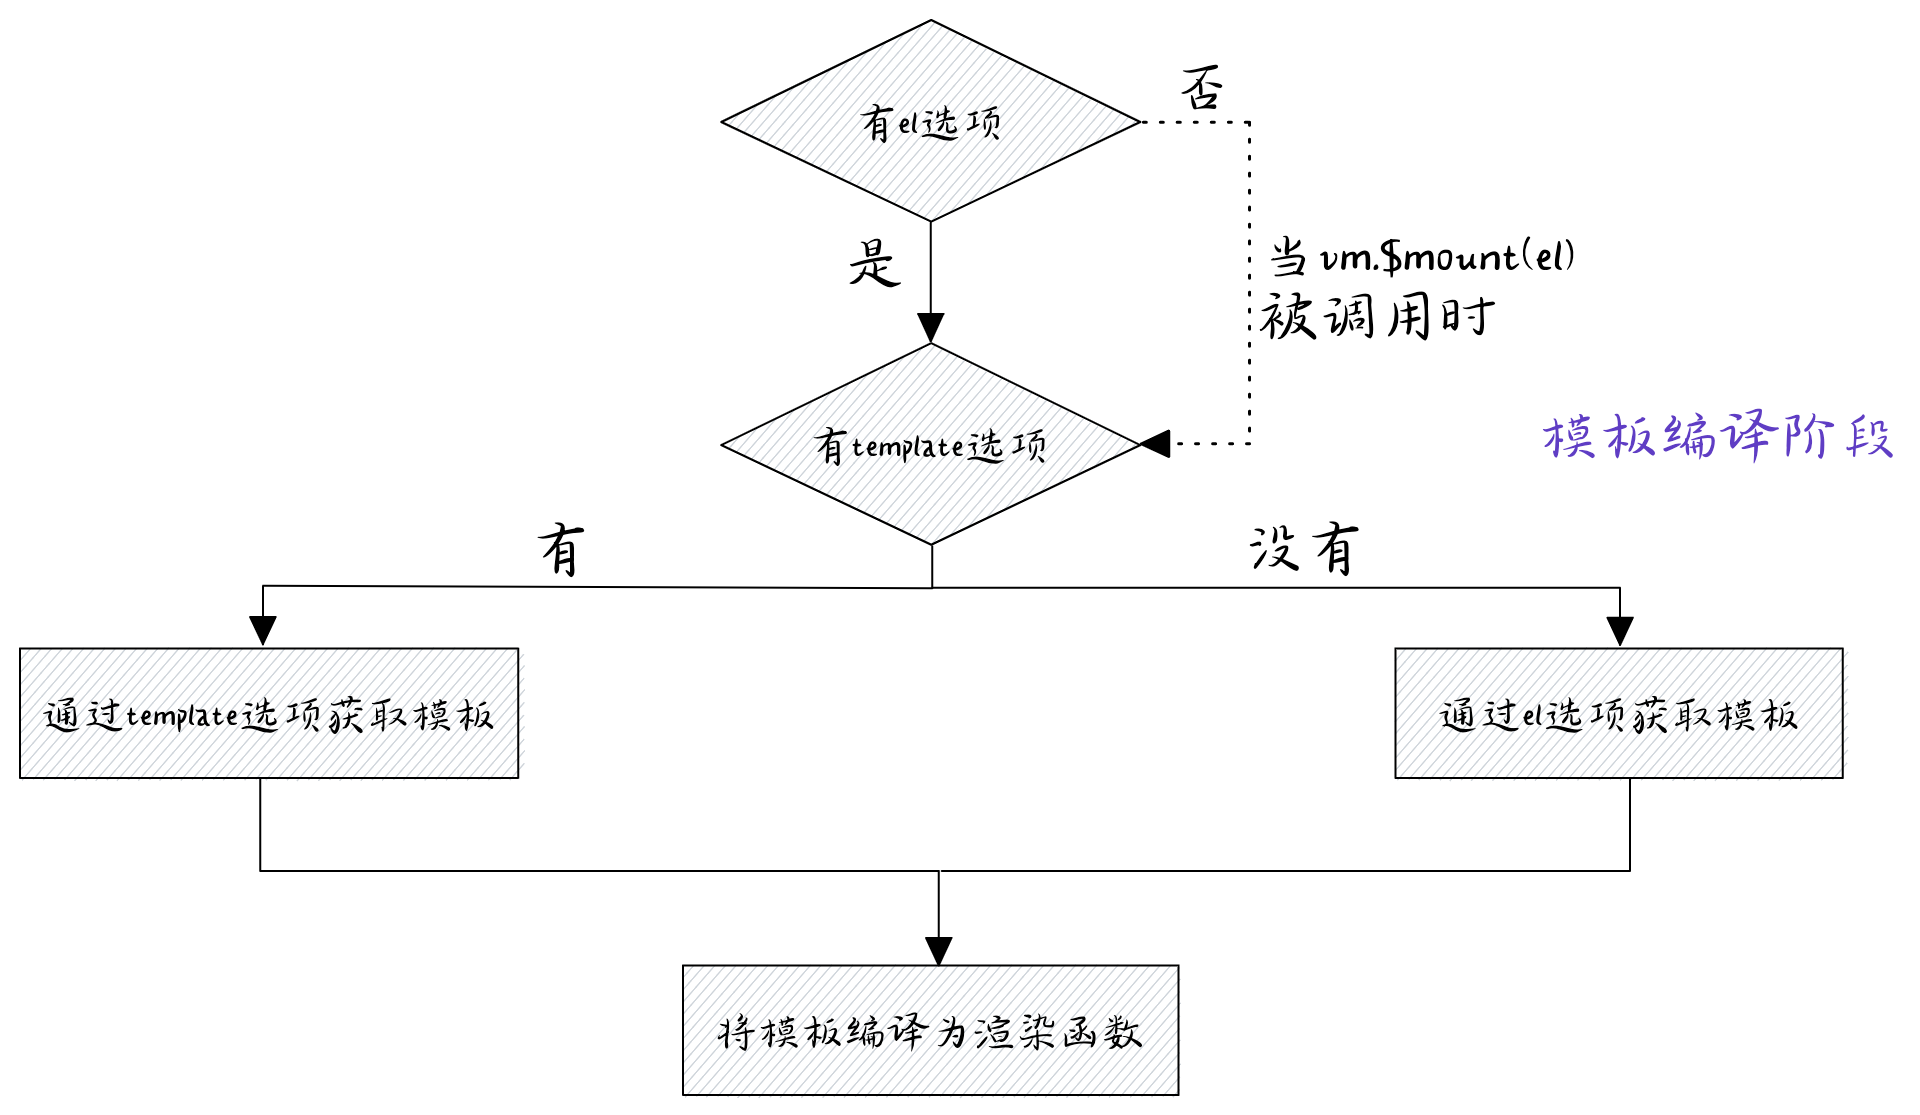 有el选项
否
是
当vm.$mount(el)
被调用时
有template选项
模板编译阶段
有
没有
通过template选项获取模板
通过el选项获取模板
将模板编译为渲染函数